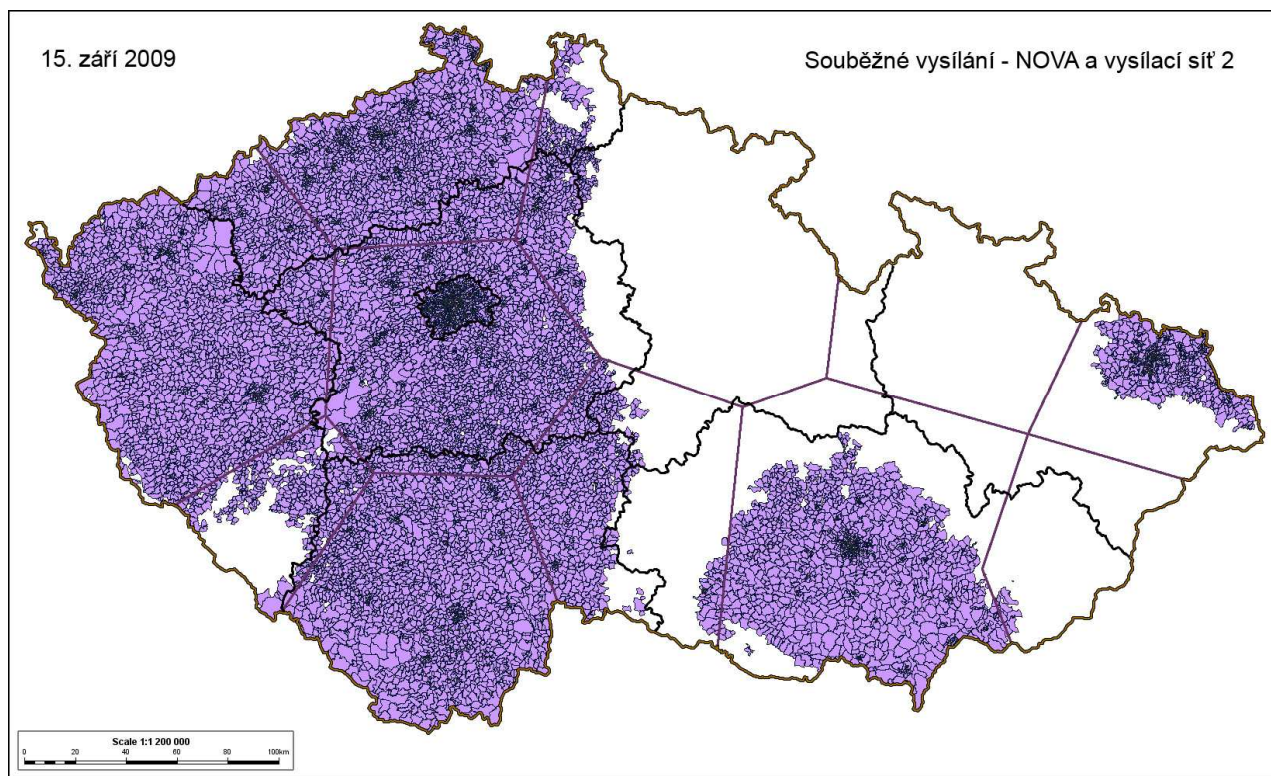 15. září 2009
Souběžné vysílání - NOVA a vysílací síť 2
Scale 1:1 200 000
0 20 40 60 80 100km